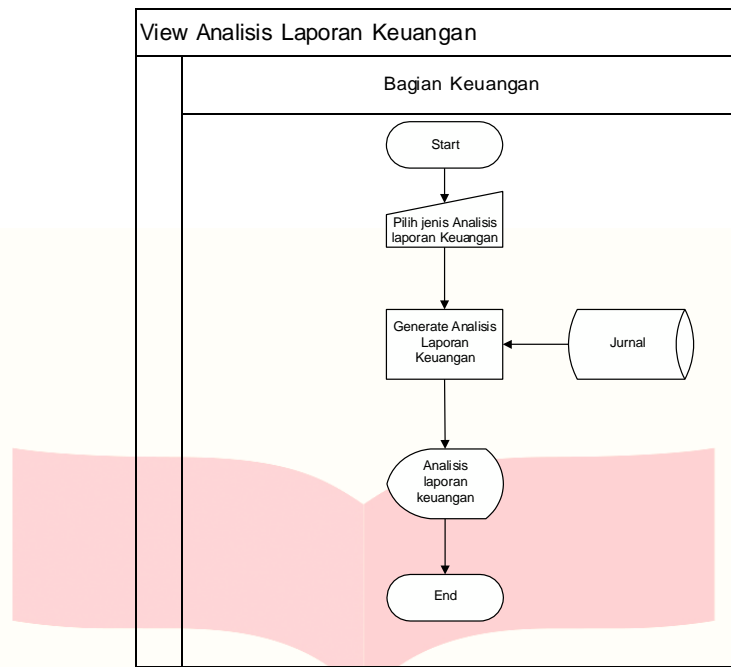 View Analisis Laporan Keuangan
Bagian Keuangan
Start
Pilih jenis Analisis
laporan Keuangan
Generate Analisis
Laporan
Keuangan
Jurnal
Analisis
laporan
keuangan
End